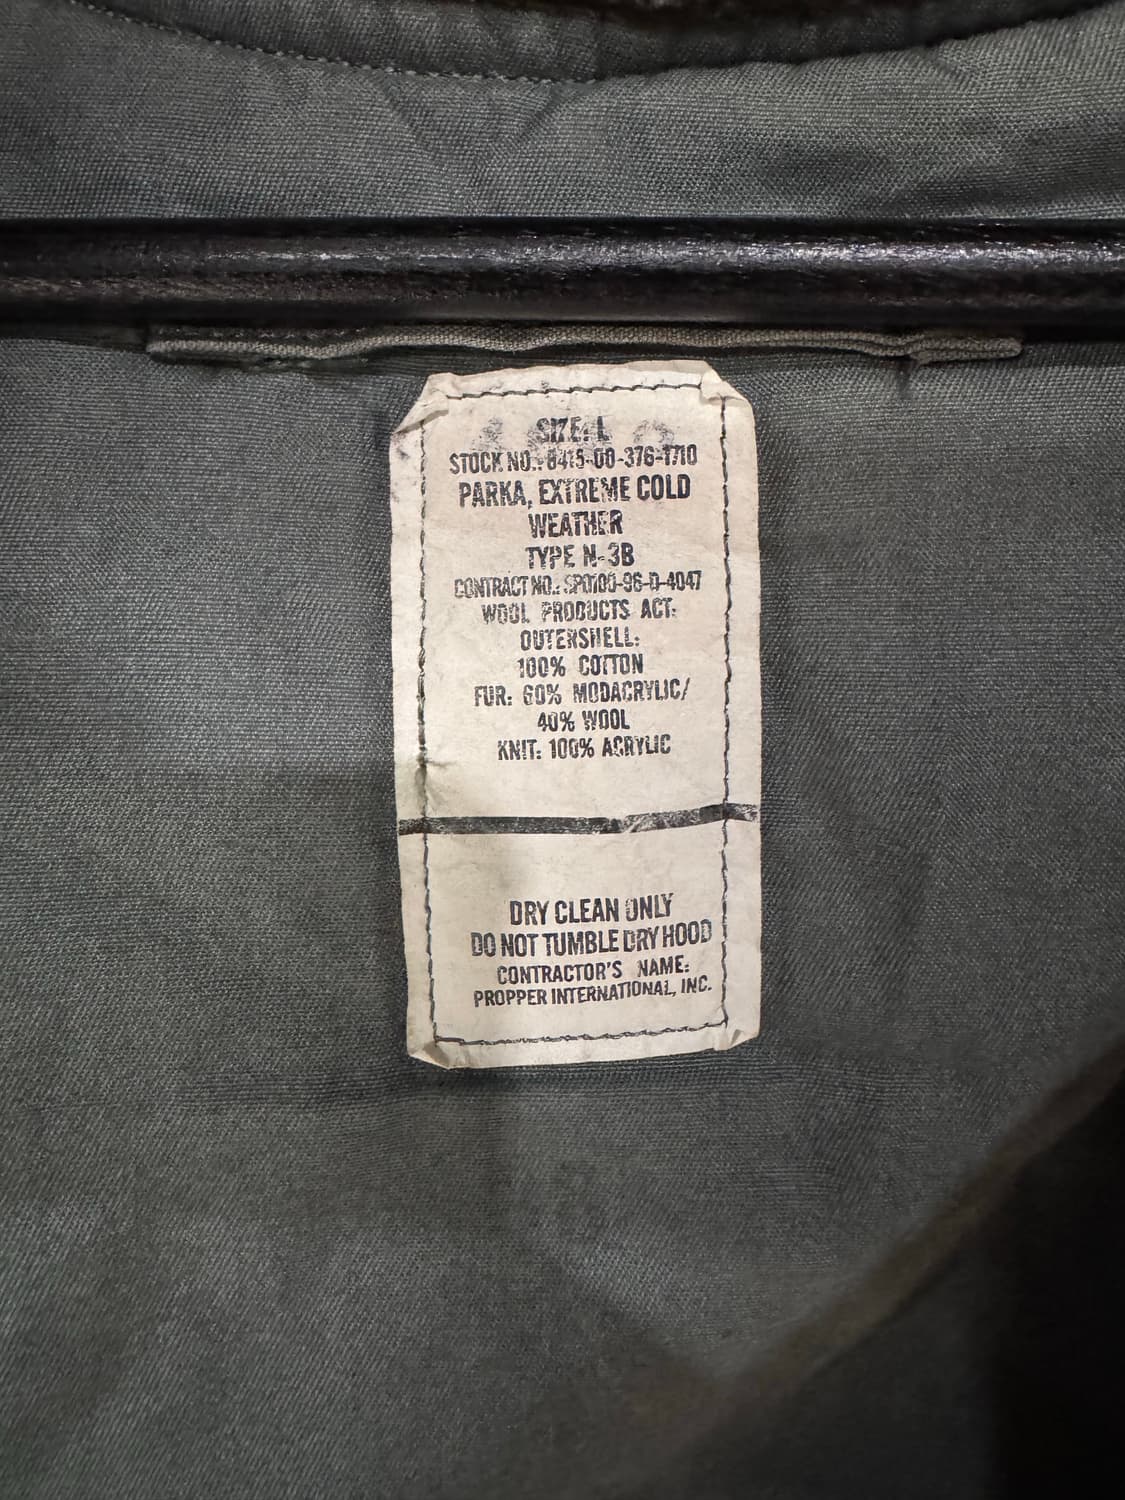 SIZE: L
STOCK NO.: 8415-00-376-1710
PARKA, EXTREME COLD
WEATHER
TYPE N-3B
CONTRACT NO.: SPO100-96-D-4047
WOOL PRODUCTS ACT:
OUTERSHELL:
100% COTTON
FUR: 60% MODACRYLIC/
40% WOOL
KNIT: 100% ACRYLIC
DRY CLEAN ONLY
DO NOT TUMBLE DRY HOOD
CONTRACTOR'S NAME:
PROPPER INTERNATIONAL, INC.